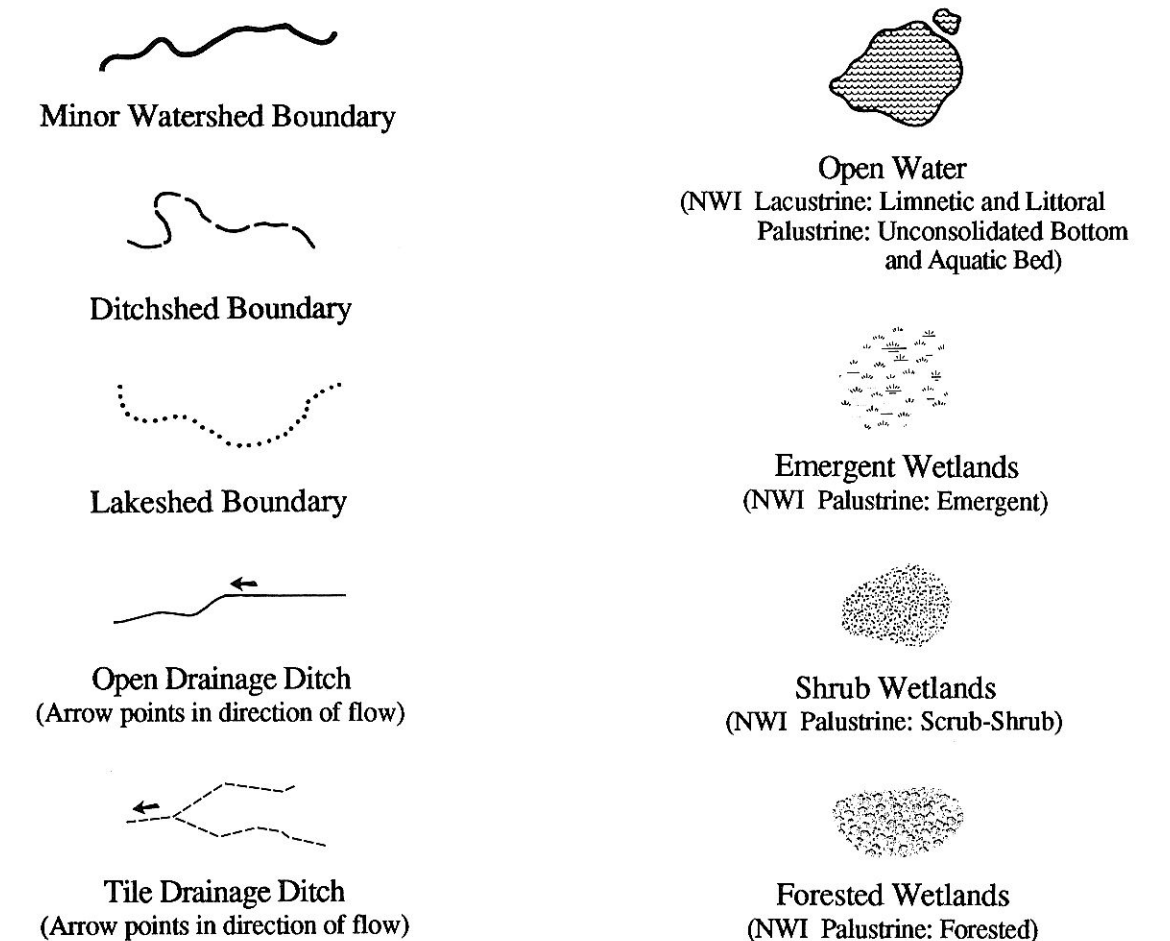 Minor Watershed Boundary
Ditchshed Boundary
Lakeshed Boundary
Open Drainage Ditch
(Arrow points in direction of flow)
Tile Drainage Ditch
(Arrow points in direction of flow)
Open Water
(NWI Lacustrine: Limnetic and Littoral
Palustrine: Unconsolidated Bottom
and Aquatic Bed)
Emergent Wetlands
(NWI Palustrine: Emergent)
Shrub Wetlands
(NWI Palustrine: Scrub-Shrub)
Forested Wetlands
(NWI Palustrine: Forested)